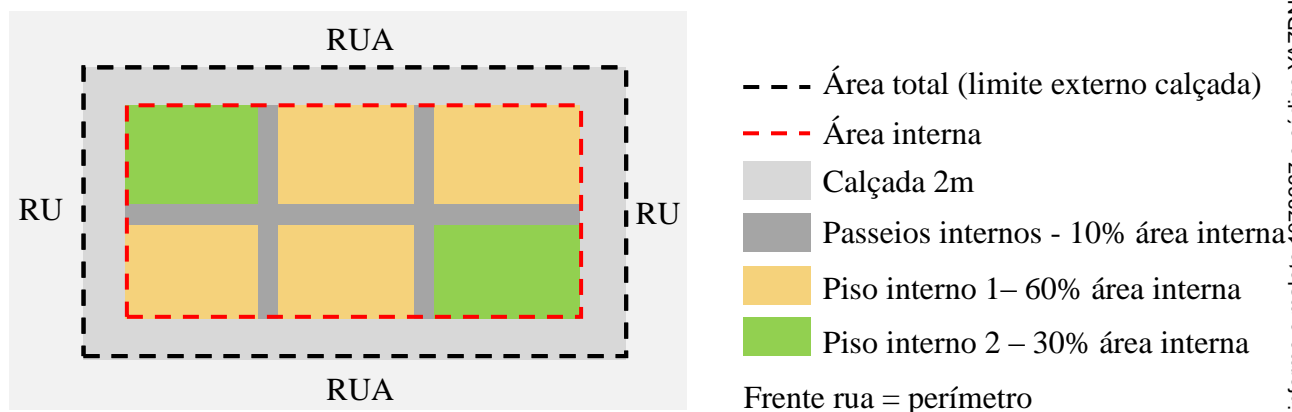 RUA
RU
RU
RUA
Área total (limite externo calçada)
Área interna
Calçada 2m
Passeios internos - 10% área interna
Piso interno 1– 60% área interna
Piso interno 2 – 30% área interna
Frente rua = perímetro